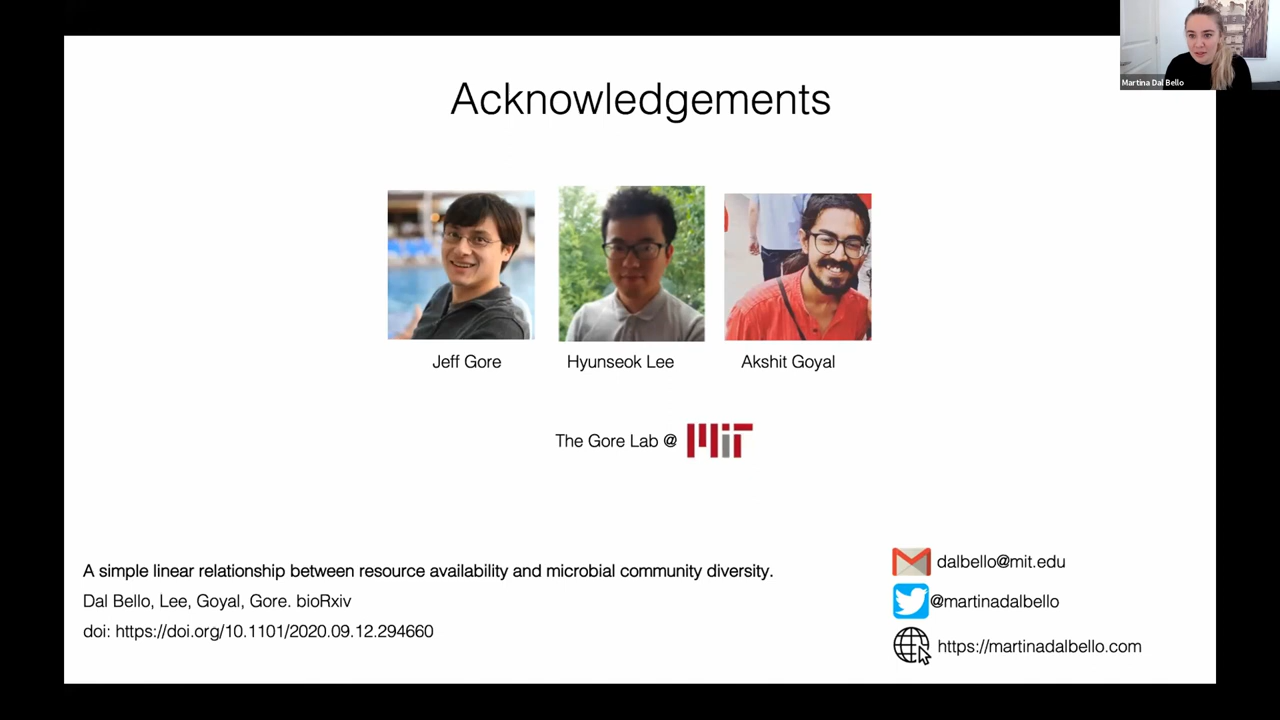 Martina Dal Bello
Acknowledgements
Jeff Gore
Hyunseok Lee
Akshit Goyal
The Gore Lab @ MIT
A simple linear relationship between resource availability and microbial community diversity.
Dal Bello, Lee, Goyal, Gore. bioRxiv
doi: https://doi.org/10.1101/2020.09.12.294660
dalbello@mit.edu
@martinadalbello
https://martinadalbello.com